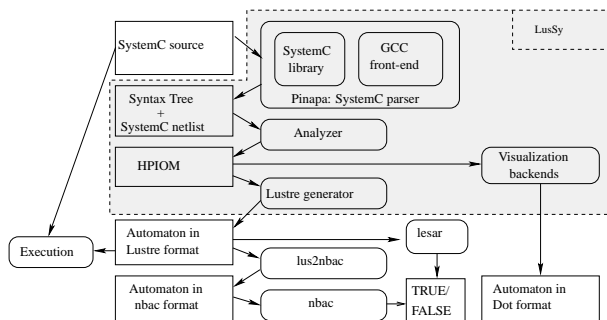 LusSy
SystemC source
SystemC
library
GCC
front-end
Pinapa: SystemC parser
Syntax Tree
+
SystemC netlist
Analyzer
HPIOM
Visualization
backends
Lustre generator
Automaton in
Lustre format
Execution
lesar
lus2nbac
Automaton in
nbac format
nbac
TRUE/
FALSE
Automaton in
Dot format